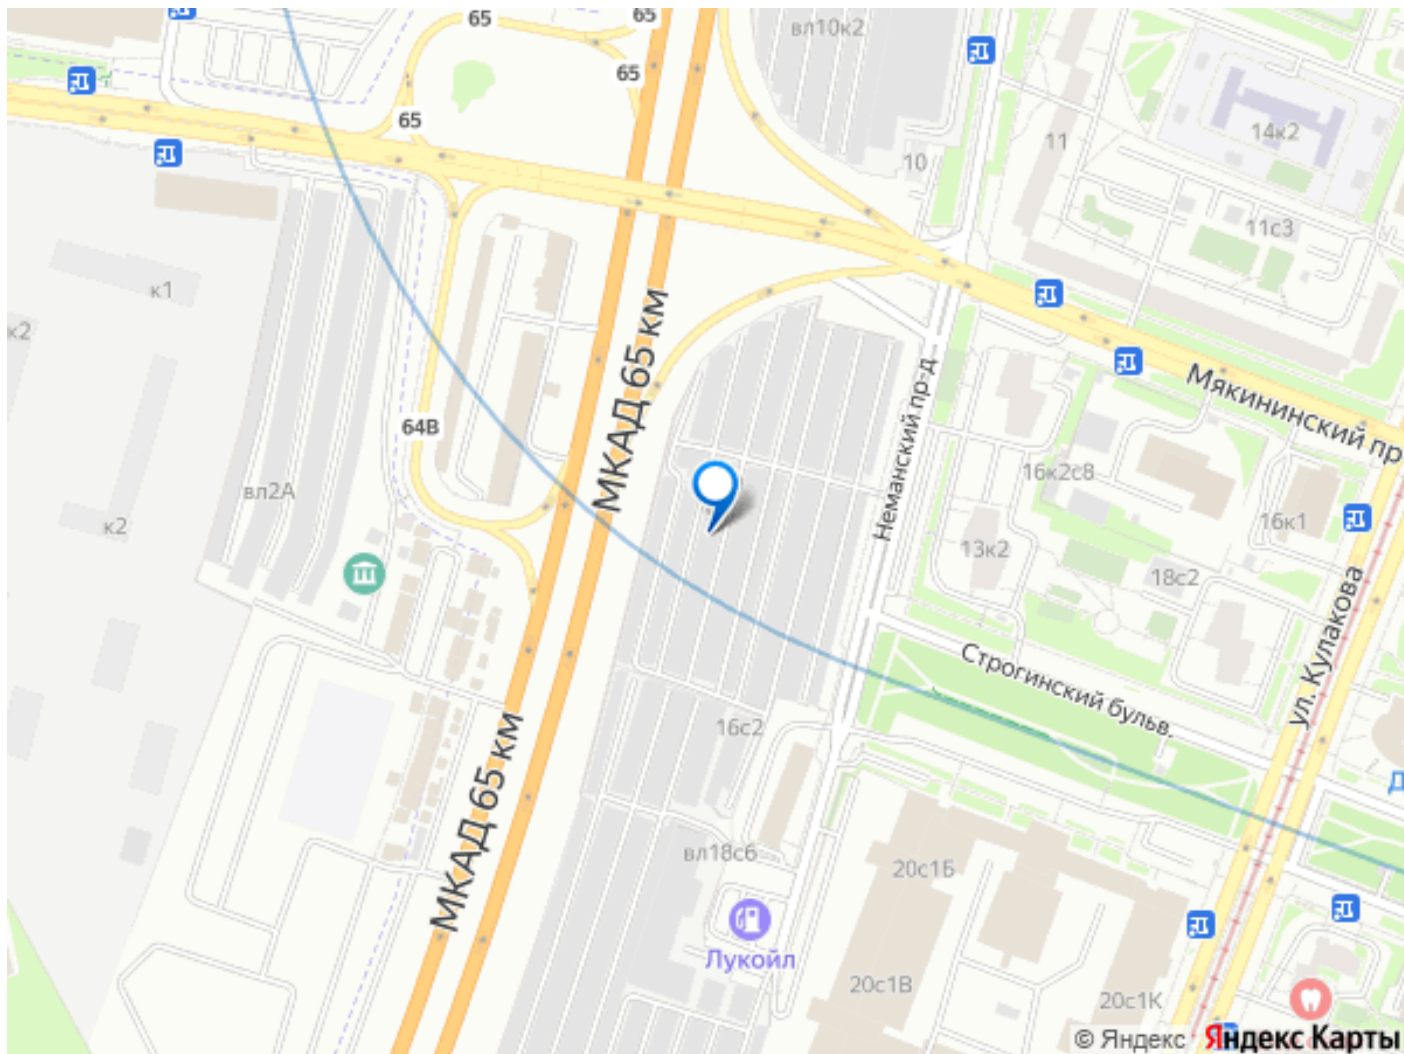 65
65
вл10к2
65
65
11
14к2
10
11с3
к1
к2
МКАД 65 км
Неманский пр-д
Мякининский пр
64В
16к2с8
вл2А
к2
16к1
13к2
18с2
ул. Кулакова
Строгинский бульв.
16с2
МКАД 65 км
Д
вл18с6
20с1Б
Лукойл
20с1В
20с1К
© Яндекс Яндекс Карты